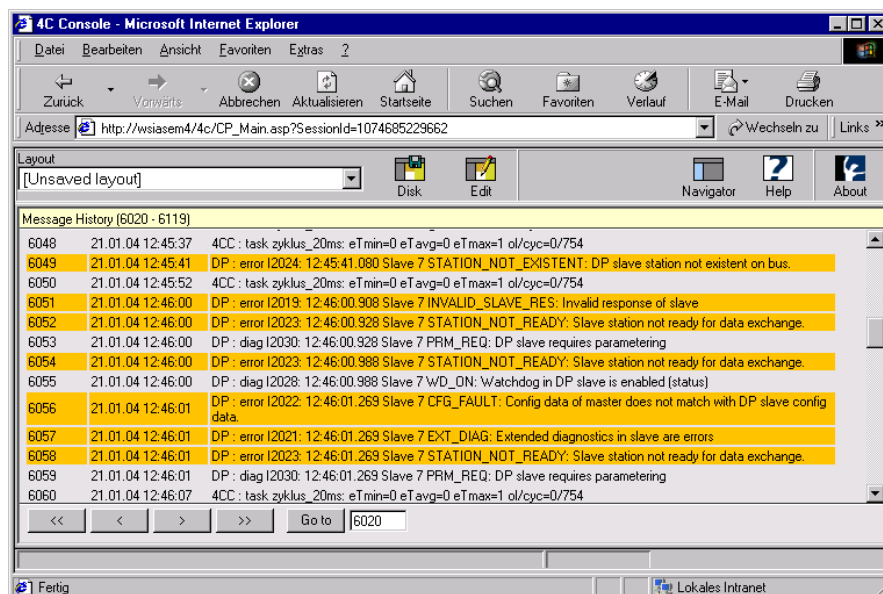 4C Console - Microsoft Internet Explorer
Datei Bearbeiten Ansicht Favoriten Extras ?
Zurück Vorwärts Abbrechen Aktualisieren Startseite Suchen Favoriten Verlauf E-Mail Drucken
Adresse http://wsiasem4/4c/CP_Main.asp?SessionId=1074685229662 Wechseln zu Links »
Layout
[Unsaved layout] Disk Edit Navigator Help About
Message History (6020 - 6119)
6048 21.01.04 12:45:37 4CC : task zyklus_20ms: eTmin=0 eTavg=0 eTmax=1 ol/cyc=0/754
6049 21.01.04 12:45:41 DP : error I2024: 12:45:41.080 Slave 7 STATION_NOT_EXISTENT: DP slave station not existent on bus.
6050 21.01.04 12:45:52 4CC : task zyklus_20ms: eTmin=0 eTavg=0 eTmax=1 ol/cyc=0/754
6051 21.01.04 12:46:00 DP : error I2019: 12:46:00.908 Slave 7 INVALID_SLAVE_RES: Invalid response of slave
6052 21.01.04 12:46:00 DP : error I2023: 12:46:00.928 Slave 7 STATION_NOT_READY: Slave station not ready for data exchange.
6053 21.01.04 12:46:00 DP : diag I2030: 12:46:00.928 Slave 7 PRM_REQ: DP slave requires parametering
6054 21.01.04 12:46:00 DP : error I2023: 12:46:00.988 Slave 7 STATION_NOT_READY: Slave station not ready for data exchange.
6055 21.01.04 12:46:00 DP : diag I2028: 12:46:00.988 Slave 7 WD_ON: Watchdog in DP slave is enabled (status)
6056 21.01.04 12:46:01 DP : error I2022: 12:46:01.269 Slave 7 CFG_FAULT: Config data of master does not match with DP slave config
data.
6057 21.01.04 12:46:01 DP : error I2021: 12:46:01.269 Slave 7 EXT_DIAG: Extended diagnostics in slave are errors
6058 21.01.04 12:46:01 DP : error I2023: 12:46:01.269 Slave 7 STATION_NOT_READY: Slave station not ready for data exchange.
6059 21.01.04 12:46:01 DP : diag I2030: 12:46:01.269 Slave 7 PRM_REQ: DP slave requires parametering
6060 21.01.04 12:46:07 4CC : task zyklus_20ms: eTmin=0 eTavg=0 eTmax=1 ol/cyc=0/754
<< < > >> Go to 6020
Fertig Lokales Intranet